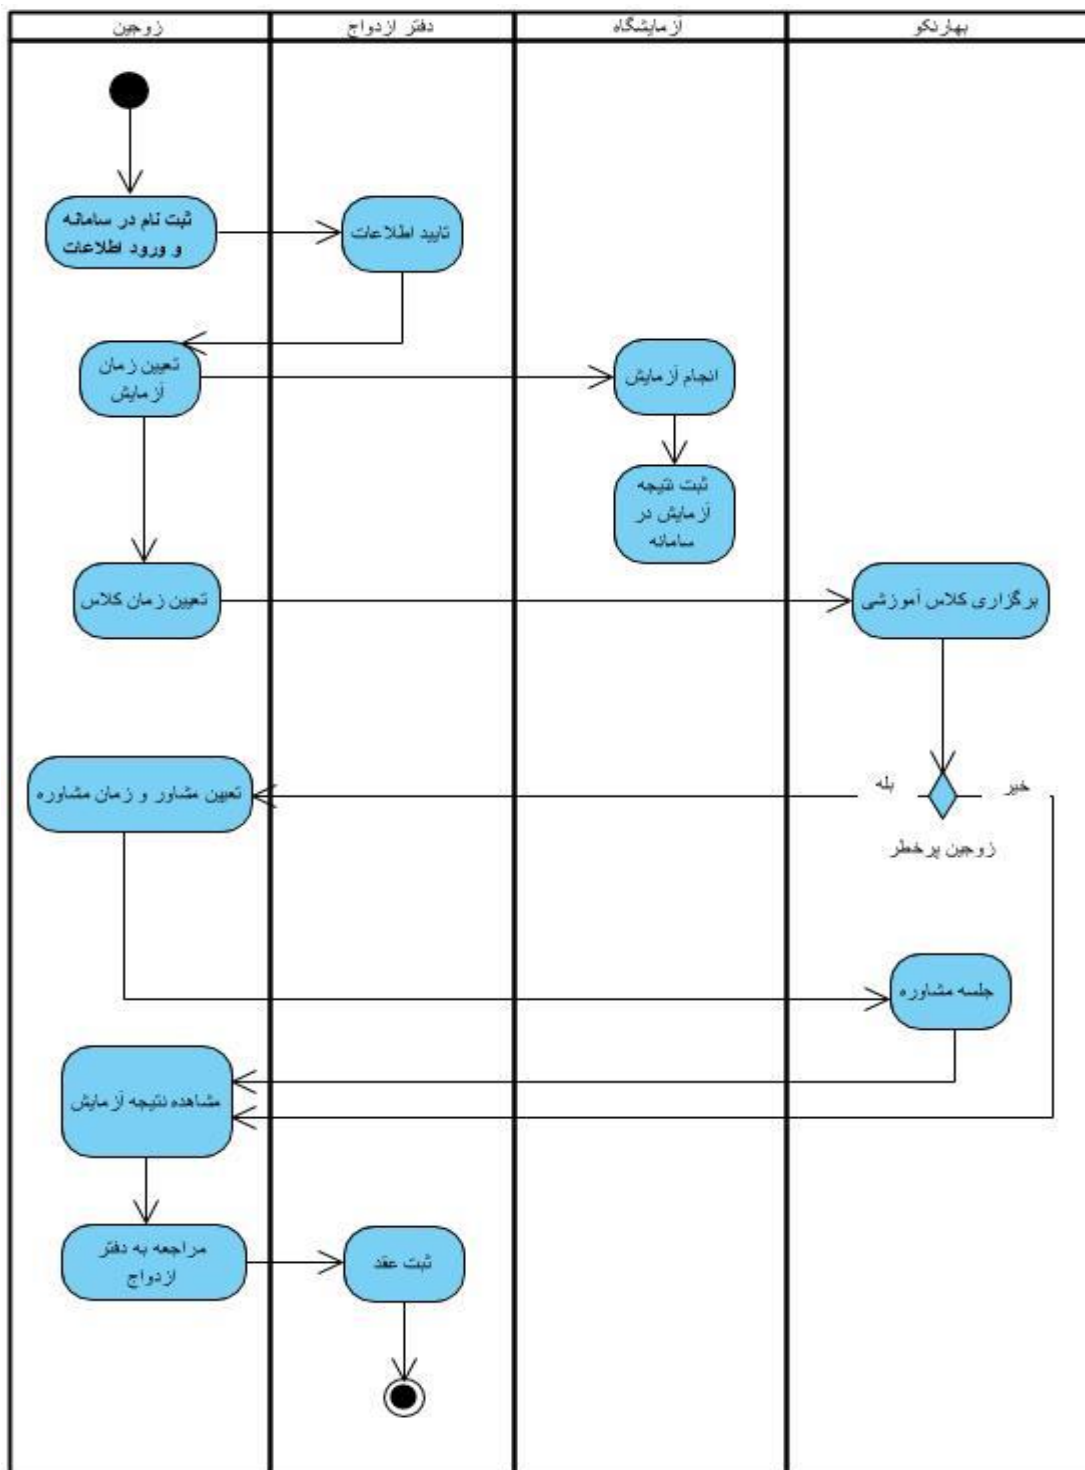 زوجین
دفتر ازدواج
آزمایشگاه
بهارنکو
ثبت نام در سامانه
و ورود اطلاعات
تایید اطلاعات
تعیین زمان
آزمایش
انجام آزمایش
ثبت نتیجه
آزمایش در
سامانه
تعیین زمان کلاس
برگزاری کلاس آموزشی
تعیین مشاور و زمان مشاوره
بله
خیر
زوجین پرخطر
جلسه مشاوره
مشاهده نتیجه آزمایش
مراجعه به دفتر
ازدواج
ثبت عقد